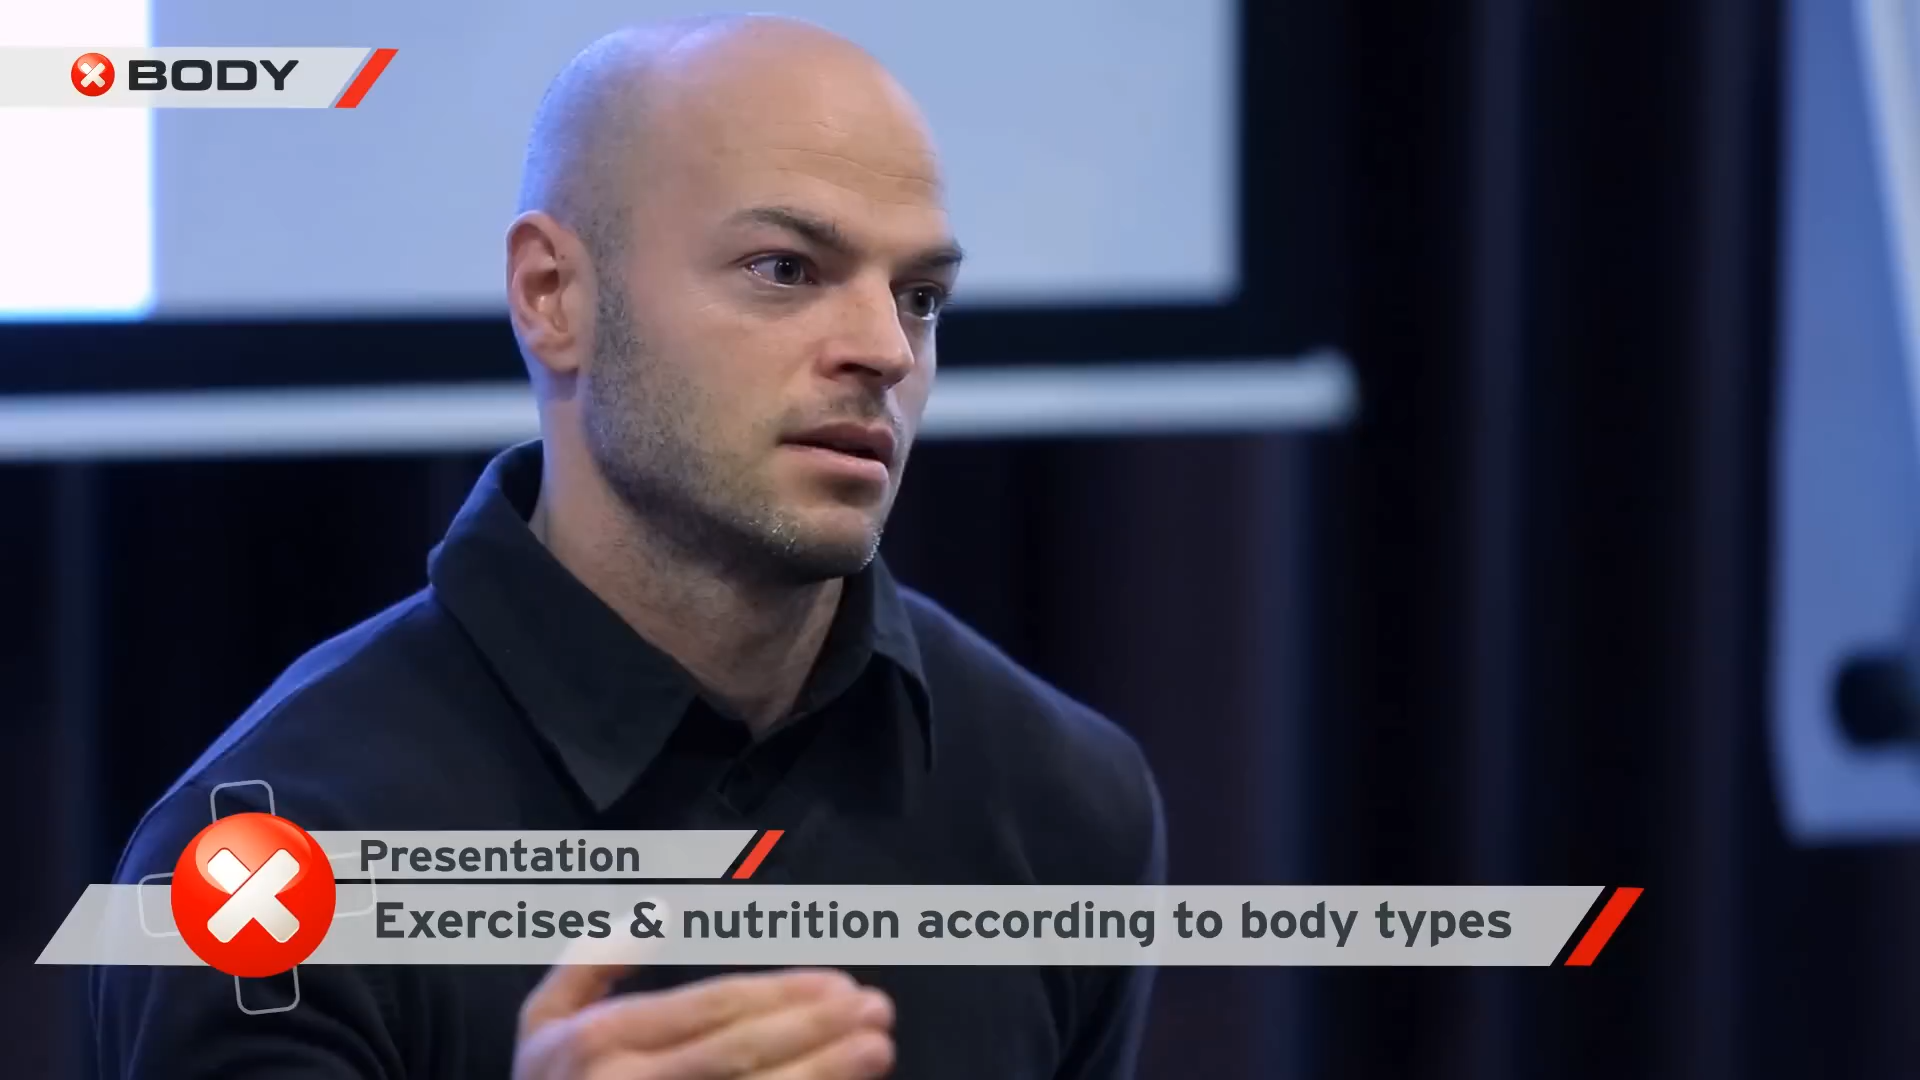 BODY
Presentation
Exercises & nutrition according to body types